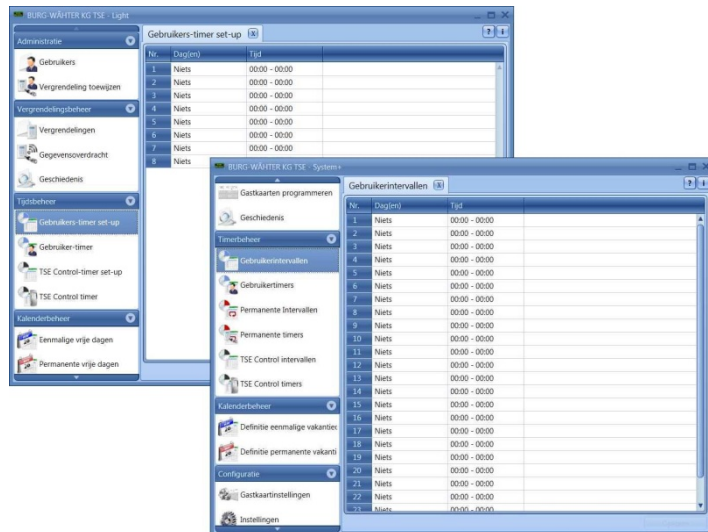 BURG-WÄHTER KG TSE - Light
Administratie
Gebruikers
Vergrendeling toewijzen
Vergrendelingsbeheer
Vergrendelingen
Gegevensoverdracht
Geschiedenis
Tijdsbeheer
Gebruikers-timer set-up
Gebruiker-timer
TSE Control-timer set-up
TSE Control timer
Kalenderbeheer
Eenmalige vrije dagen
Permanente vrije dagen
Gebruikers-timer set-up
Nr. Dag(en) Tijd
1 Niets 00:00 - 00:00
2 Niets 00:00 - 00:00
3 Niets 00:00 - 00:00
4 Niets 00:00 - 00:00
5 Niets 00:00 - 00:00
6 Niets 00:00 - 00:00
7 Niets 00:00 - 00:00
8 Niets
BURG-WÄHTER KG TSE - System+
Gastkaarten programmeren
Geschiedenis
Timerbeheer
Gebruikerintervallen
Gebruikertimers
Permanente Intervallen
Permanente timers
TSE Control intervallen
TSE Control timers
Kalenderbeheer
Definitie eenmalige vakantie
Definitie permanente vakanti
Configuratie
Gastkaartinstellingen
Instellingen
Gebruikerintervallen
Nr. Dag(en) Tijd
1 Niets 00:00 - 00:00
2 Niets 00:00 - 00:00
3 Niets 00:00 - 00:00
4 Niets 00:00 - 00:00
5 Niets 00:00 - 00:00
6 Niets 00:00 - 00:00
7 Niets 00:00 - 00:00
8 Niets 00:00 - 00:00
9 Niets 00:00 - 00:00
10 Niets 00:00 - 00:00
11 Niets 00:00 - 00:00
12 Niets 00:00 - 00:00
13 Niets 00:00 - 00:00
14 Niets 00:00 - 00:00
15 Niets 00:00 - 00:00
16 Niets 00:00 - 00:00
17 Niets 00:00 - 00:00
18 Niets 00:00 - 00:00
19 Niets 00:00 - 00:00
20 Niets 00:00 - 00:00
21 Niets 00:00 - 00:00
22 Niets 00:00 - 00:00
23 Niets 00:00 - 00:00